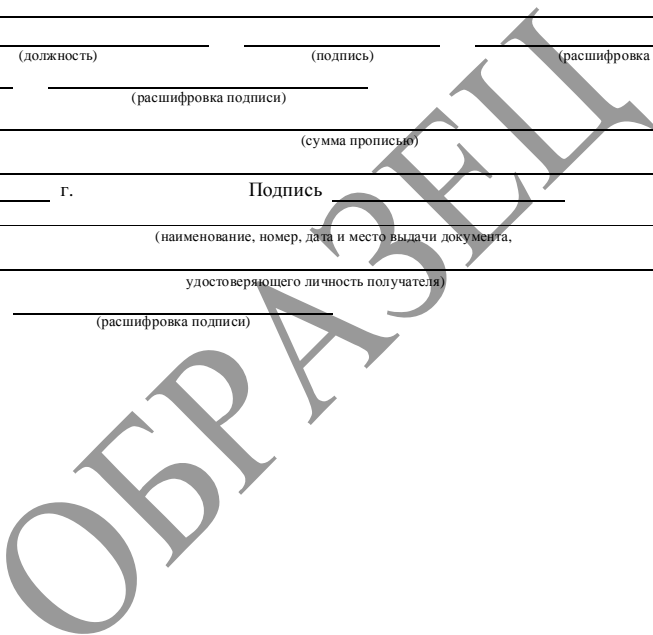 (должность) (подпись) (расшифровка
(расшифровка подписи)
(сумма прописью)
г. Подпись
(наименование, номер, дата и место выдачи документа,
удостоверяющего личность получателя)
(расшифровка подписи)
ОБРАЗЕЦ